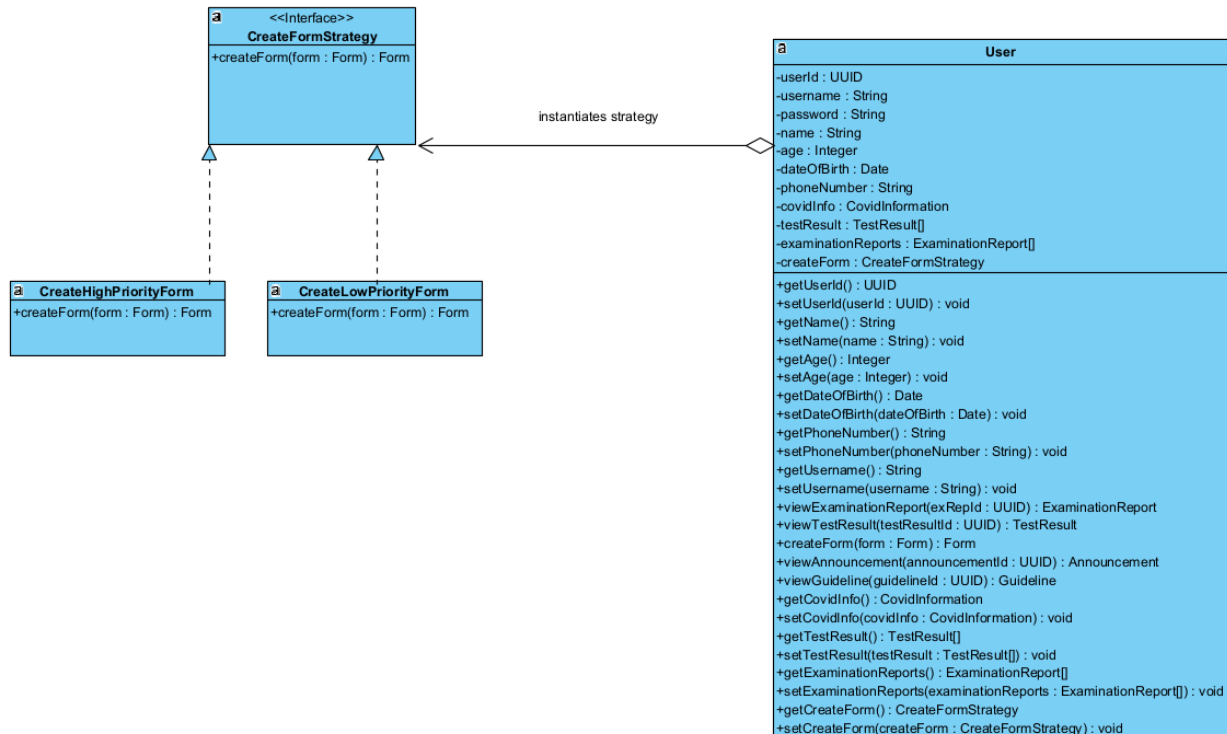 a
<<Interface>>
CreateFormStrategy
+createForm(form : Form) : Form
instantiates strategy
a
CreateHighPriorityForm
+createForm(form : Form) : Form
a
CreateLowPriorityForm
+createForm(form : Form) : Form
a
User
-userId : UUID
-username : String
-password : String
-name : String
-age : Integer
-dateOfBirth : Date
-phoneNumber : String
-covidInfo : CovidInformation
-testResult : TestResult[]
-examinationReports : ExaminationReport[]
-createForm : CreateFormStrategy
+getUserId() : UUID
+setUserId(userId : UUID) : void
+getName() : String
+setName(name : String) : void
+getAge() : Integer
+setAge(age : Integer) : void
+getDateOfBirth() : Date
+setDateOfBirth(dateOfBirth : Date) : void
+getPhoneNumber() : String
+setPhoneNumber(phoneNumber : String) : void
+getUsername() : String
+setUsername(username : String) : void
+viewExaminationReport(exRepId : UUID) : ExaminationReport
+viewTestResult(testResultId : UUID) : TestResult
+createForm(form : Form) : Form
+viewAnnouncement(announcementId : UUID) : Announcement
+viewGuideline(guidelineId : UUID) : Guideline
+getCovidInfo() : CovidInformation
+setCovidInfo(covidInfo : CovidInformation) : void
+getTestResult() : TestResult[]
+setTestResult(testResult : TestResult[]) : void
+getExaminationReports() : ExaminationReport[]
+setExaminationReports(examinationReports : ExaminationReport[]) : void
+getCreateForm() : CreateFormStrategy
+setCreateForm(createForm : CreateFormStrategy) : void